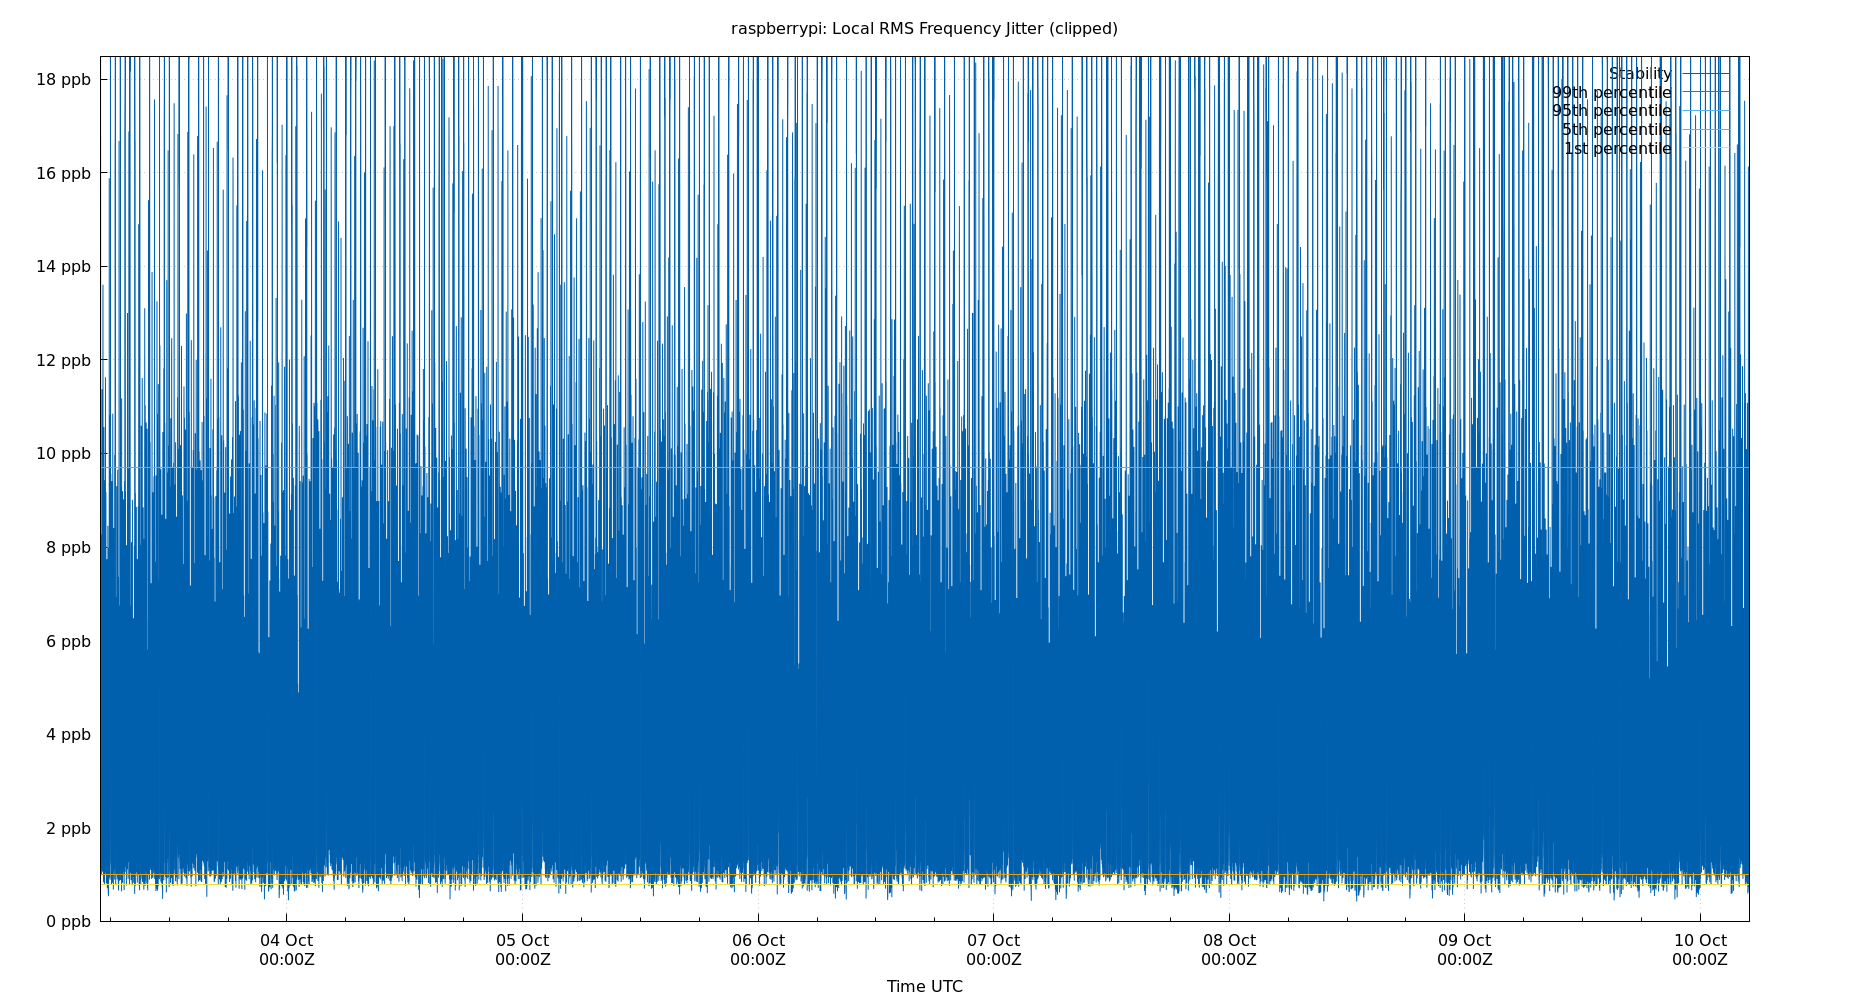 raspberrypi: Local RMS Frequency Jitter (clipped)
18 ppb
16 ppb
14 ppb
12 ppb
10 ppb
8 ppb
6 ppb
4 ppb
2 ppb
0 ppb
Stability
99th percentile
95th percentile
5th percentile
1st percentile
04 Oct
00:00Z
05 Oct
00:00Z
06 Oct
00:00Z
07 Oct
00:00Z
08 Oct
00:00Z
09 Oct
00:00Z
10 Oct
00:00Z
Time UTC